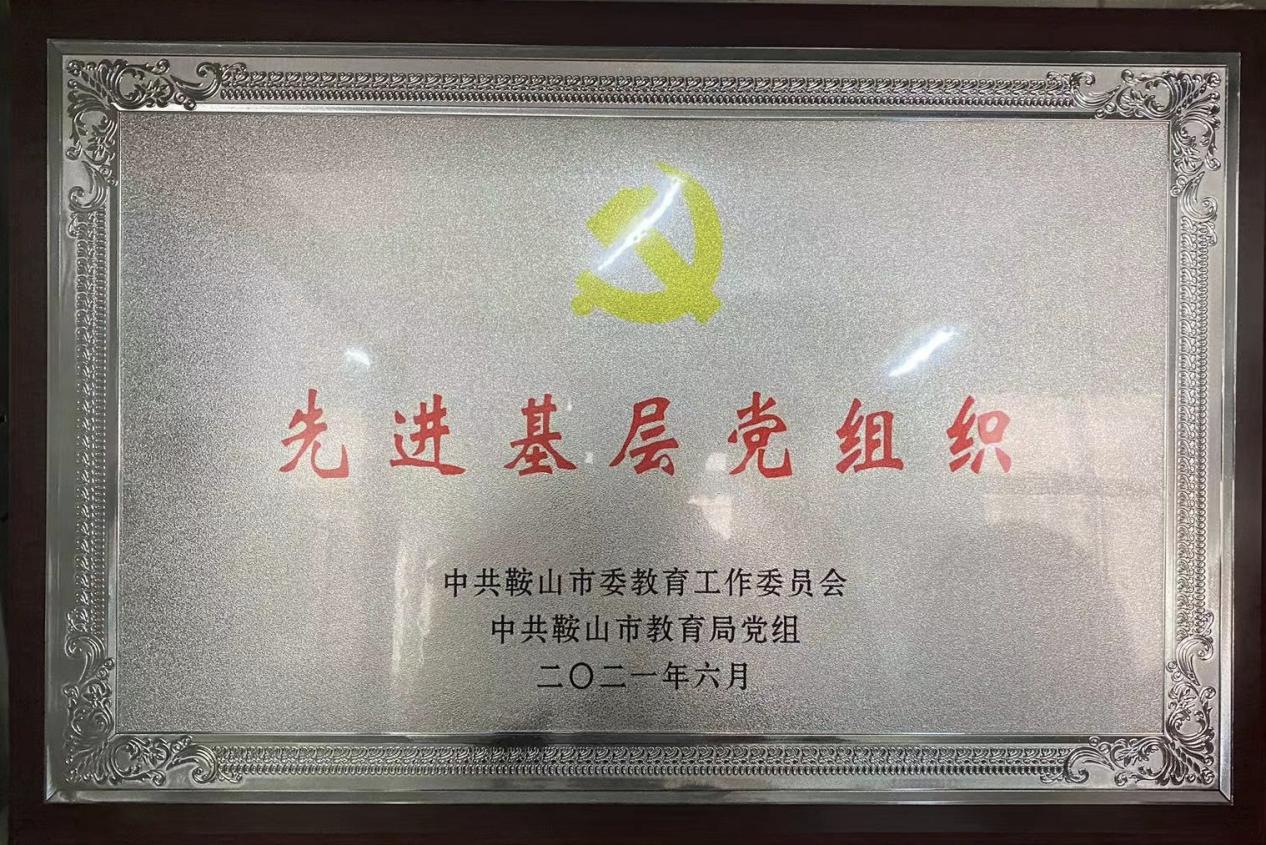 先进基层党组织
中共鞍山市委教育工作委员会
中共鞍山市教育局党组
二〇二一年六月